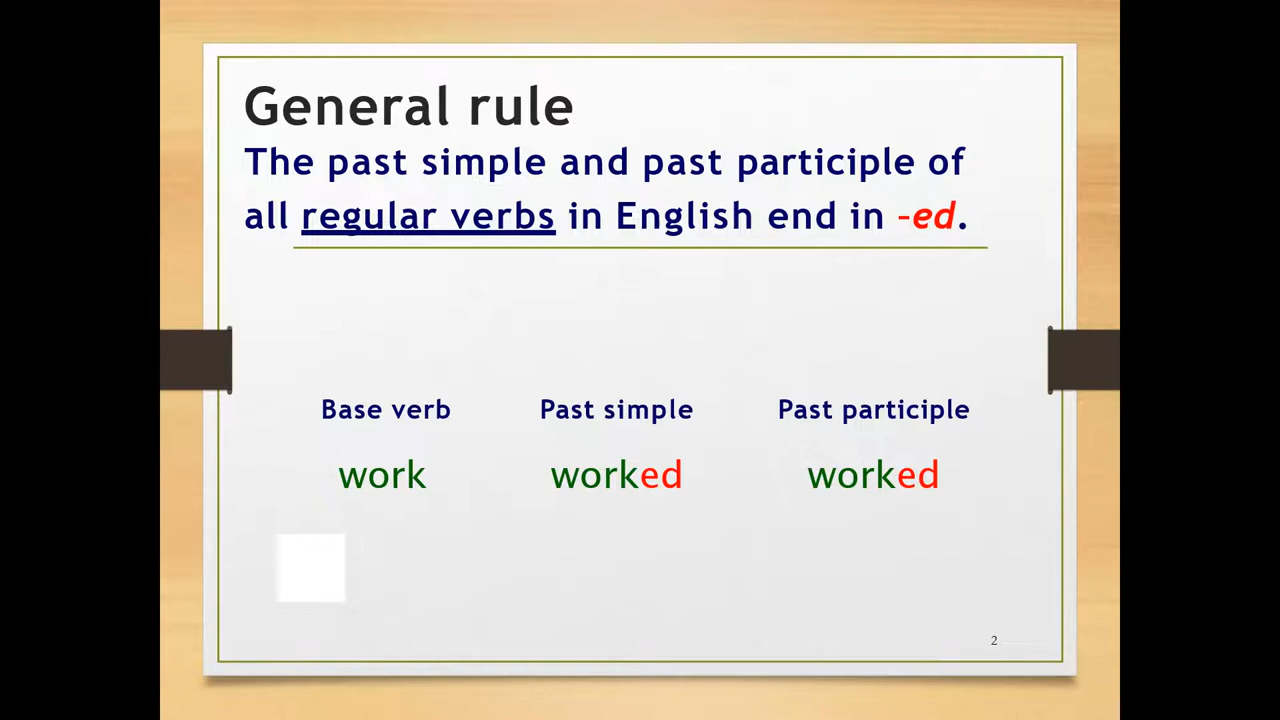 General rule
The past simple and past participle of
all regular verbs in English end in –ed.
Base verb Past simple Past participle
work worked worked
2